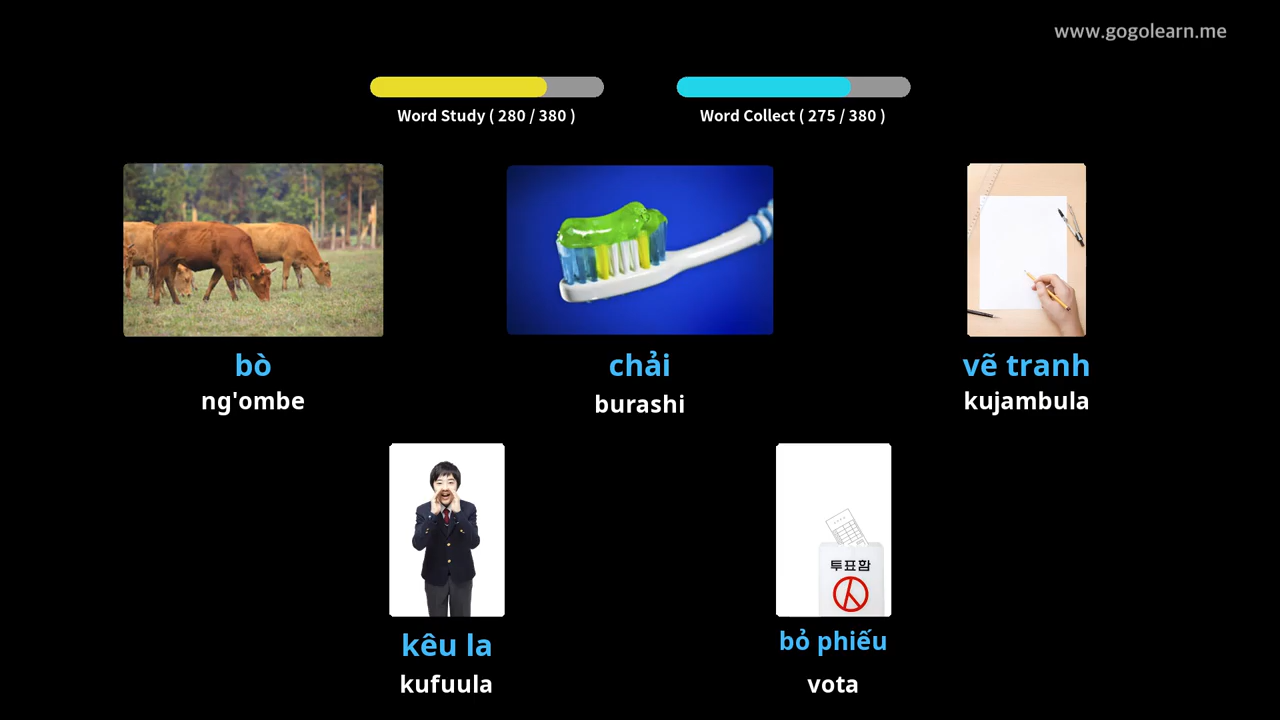 www.gogolearn.me
Word Study ( 280 / 380 )
Word Collect ( 275 / 380 )
bò
ng'ombe
chải
burashi
vẽ tranh
kujambula
투표함
kêu la
kufuula
bỏ phiếu
vota